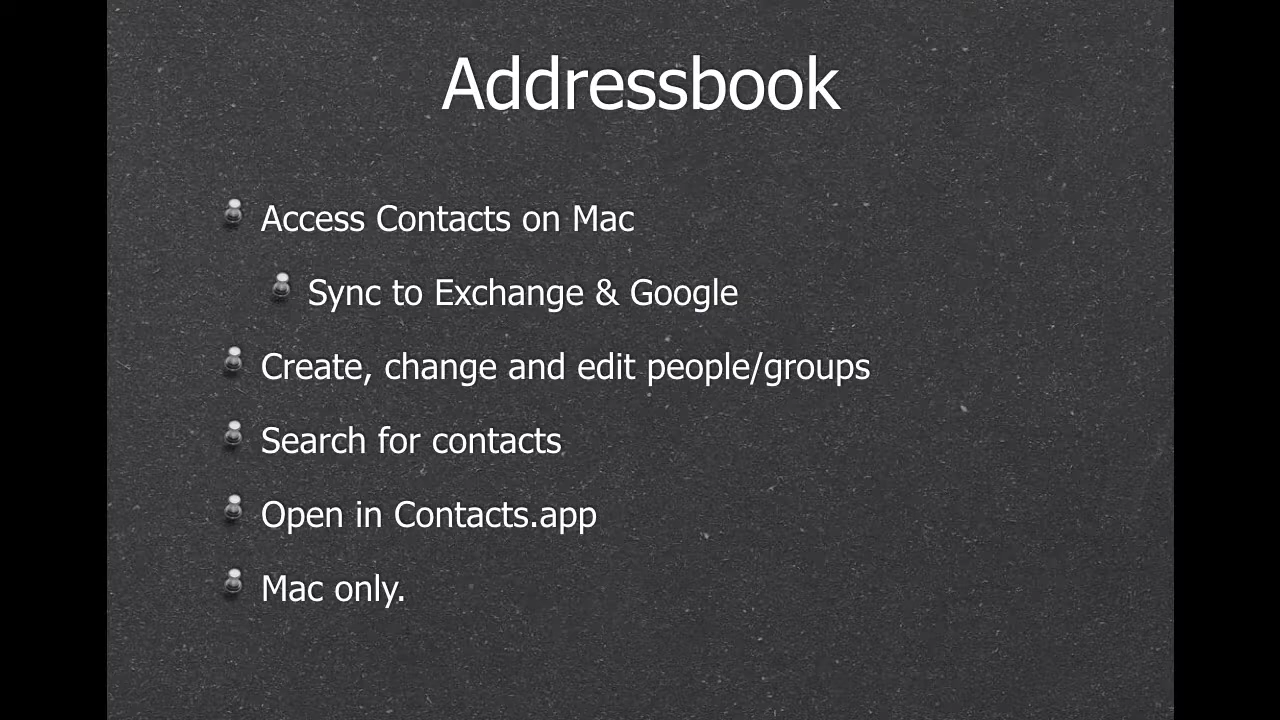 Addressbook
Access Contacts on Mac
Sync to Exchange & Google
Create, change and edit people/groups
Search for contacts
Open in Contacts.app
Mac only.